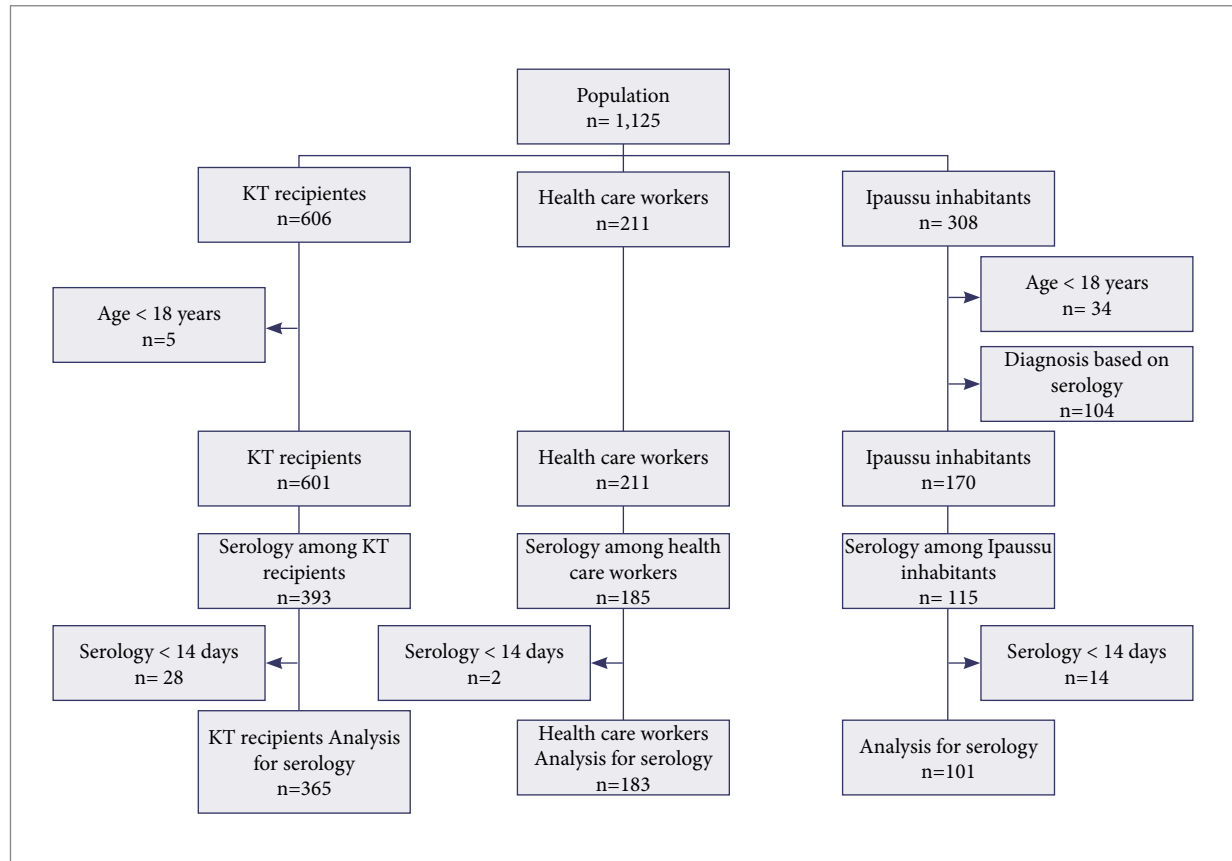 Population
n= 1,125
KT recipientes
n=606
Health care workers
n=211
Ipaussu inhabitants
n= 308
Age < 18 years
n=5
Age < 18 years
n= 34
Diagnosis based on
serology
n=104
KT recipients
n=601
Health care workers
n=211
Ipaussu inhabitants
n=170
Serology among KT
recipients
n=393
Serology among health
care workers
n=185
Serology among Ipaussu
inhabitants
n= 115
Serology < 14 days
n= 28
Serology < 14 days
n=2
Serology < 14 days
n=14
KT recipients Analysis
for serology
n=365
Health care workers
Analysis for serology
n=183
Analysis for serology
n=101